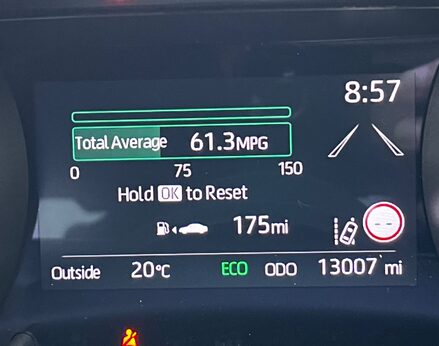 8:57
Total Average 61.3MPG
0 75 150
Hold OK to Reset
175mi
Outside 20°C ECO ODO 13007 mi